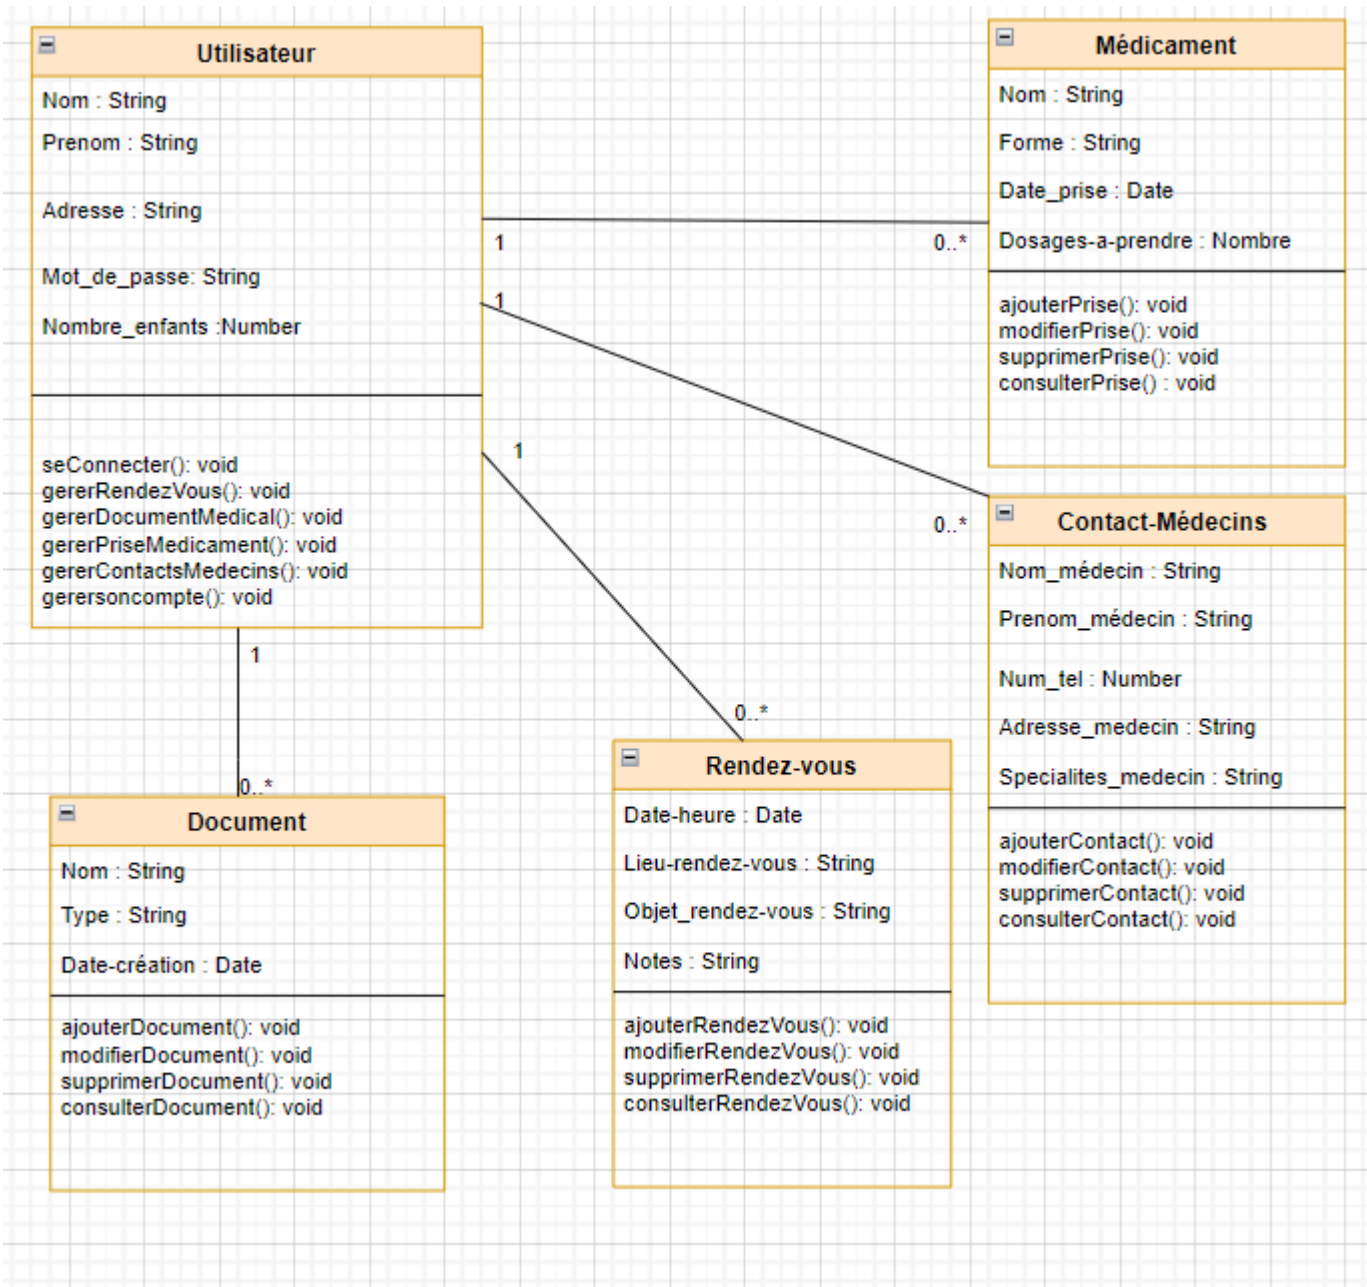 Utilisateur
Nom : String
Prenom : String
Adresse : String
Mot_de_passe: String
Nombre_enfants :Number
seConnecter(): void
gererRendezVous(): void
gererDocumentMedical(): void
gererPriseMedicament(): void
gererContactsMedecins(): void
gerersoncompte(): void
1
0..*
1
1
0..*
1
0..*
0..*
Médicament
Nom : String
Forme : String
Date_prise : Date
Dosages-a-prendre : Nombre
ajouterPrise(): void
modifierPrise(): void
supprimerPrise(): void
consulterPrise() : void
Contact-Médecins
Nom_médecin : String
Prenom_médecin : String
Num_tel : Number
Adresse_medecin : String
Specialites_medecin : String
ajouterContact(): void
modifierContact(): void
supprimerContact(): void
consulterContact(): void
Document
Nom : String
Type : String
Date-création : Date
ajouterDocument(): void
modifierDocument(): void
supprimerDocument(): void
consulterDocument(): void
Rendez-vous
Date-heure : Date
Lieu-rendez-vous : String
Objet_rendez-vous : String
Notes : String
ajouterRendezVous(): void
modifierRendezVous(): void
supprimerRendezVous(): void
consulterRendezVous(): void